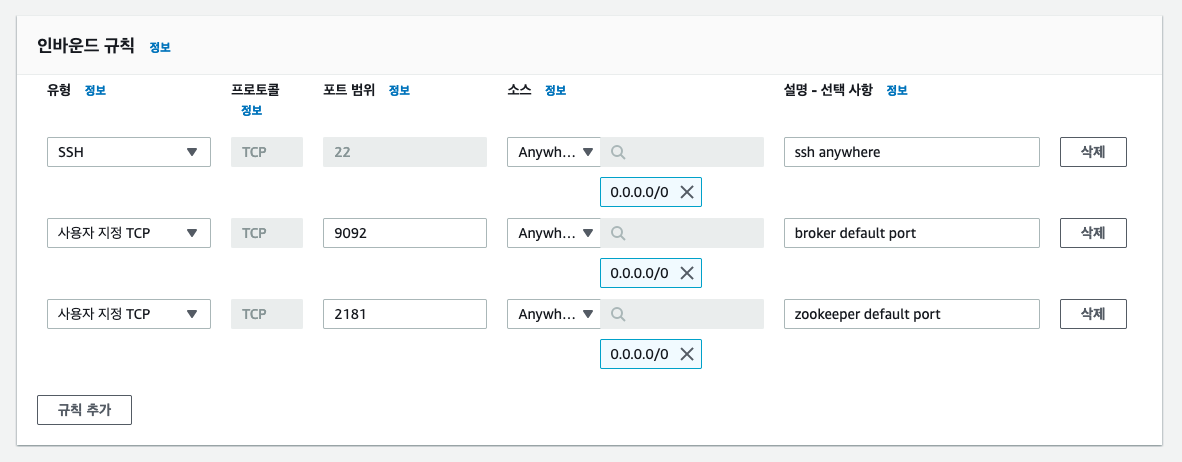 인바운드 규칙 정보
유형 정보 프로토콜 정보 포트 범위 정보 소스 정보 설명 - 선택 사항 정보
SSH TCP 22 Anywh... ssh anywhere 삭제
0.0.0.0/0
사용자 지정 TCP TCP 9092 Anywh... broker default port 삭제
0.0.0.0/0
사용자 지정 TCP TCP 2181 Anywh... zookeeper default port 삭제
0.0.0.0/0
규칙 추가